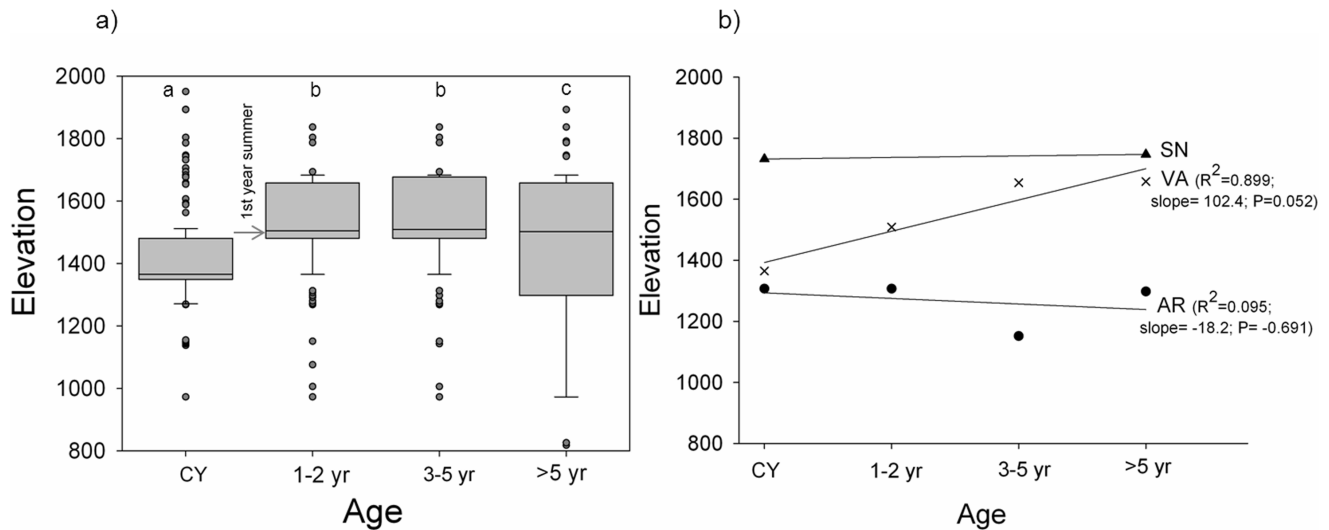 a)
2000
1800
1600
1400
1200
1000
800
Elevation
a
b
b
c
1st year summer
CY
1-2 yr
3-5 yr
>5 yr
Age
b)
2000
1800
1600
1400
1200
1000
800
Elevation
SN
VA (R²=0.899;
slope= 102.4; P=0.052)
AR (R²=0.095;
slope= -18.2; P= -0.691)
CY
1-2 yr
3-5 yr
>5 yr
Age